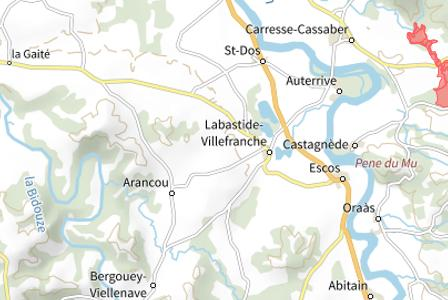 Carresse-Cassaber
la Gaité
St-Dos
Auterrive
Labastide-
Villefranche
Castagnède
Pene du Mu
Escos
Arancou
la Bidouze
Oraàs
Bergouey-
Viellenave
Abitain